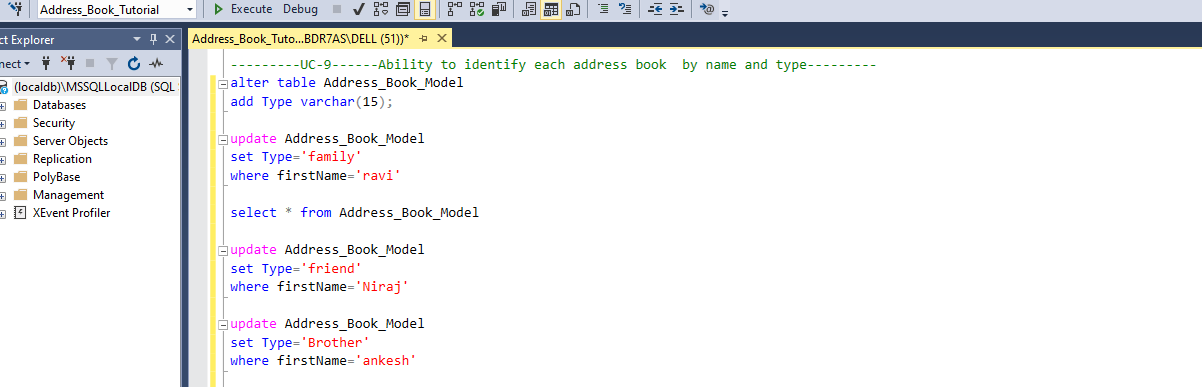 Address_Book_Tutorial
Execute
Debug
ct Explorer
Address_Book_Tuto...BDR7AS\DELL (51))*
nect
(localdb)\MSSQLLocalDB (SQL
Databases
Security
Server Objects
Replication
PolyBase
Management
XEvent Profiler
---------UC-9------Ability to identify each address book  by name and type---------
alter table Address_Book_Model
add Type varchar(15);
update Address_Book_Model
set Type='family'
where firstName='ravi'
select * from Address_Book_Model
update Address_Book_Model
set Type='friend'
where firstName='Niraj'
update Address_Book_Model
set Type='Brother'
where firstName='ankesh'